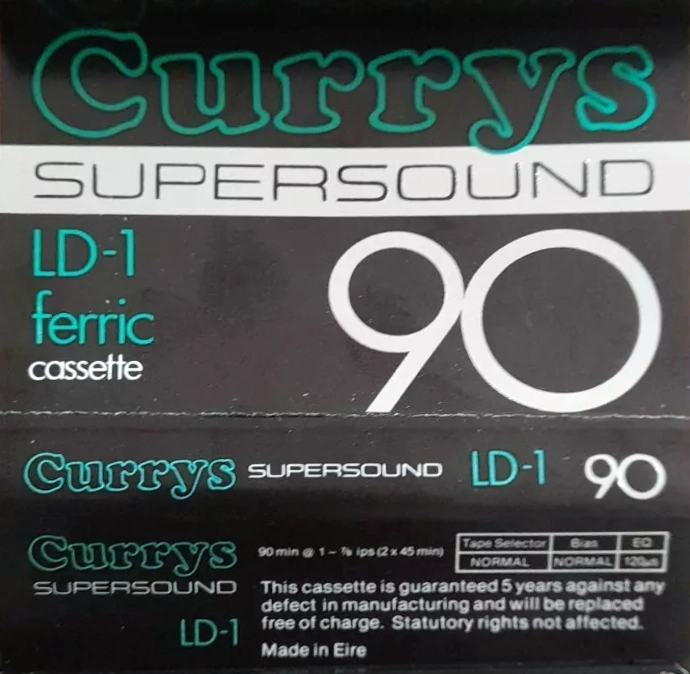 Currys
SUPERSOUND
LD-1
ferric
cassette
90
Currys SUPERSOUND LD-1 90
Currys
SUPERSOUND
LD-1
90 min @ 1 - ⅞ ips (2 x 45 min)
Tape Selector Bias EQ
NORMAL NORMAL 120µs
This cassette is guaranteed 5 years against any
defect in manufacturing and will be replaced
free of charge. Statutory rights not affected.
Made in Eire